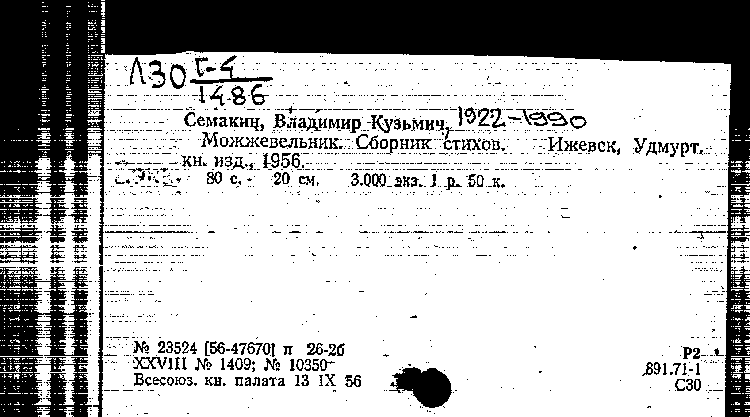 Л30 Г-4
1486
Семакин, Владимир Кузьмич, 1922-1990
Можжевельник. Сборник стихов. Ижевск, Удмурт.
кн. изд., 1956.
80 с. 20 см. 3.000 экз. 1 р. 50 к.
№ 23524 [56-47670] п 26-26
XXVIII № 1409; № 10350
Всесоюз. кн. палата 13 IX 56
Р2
891.71-1
С30